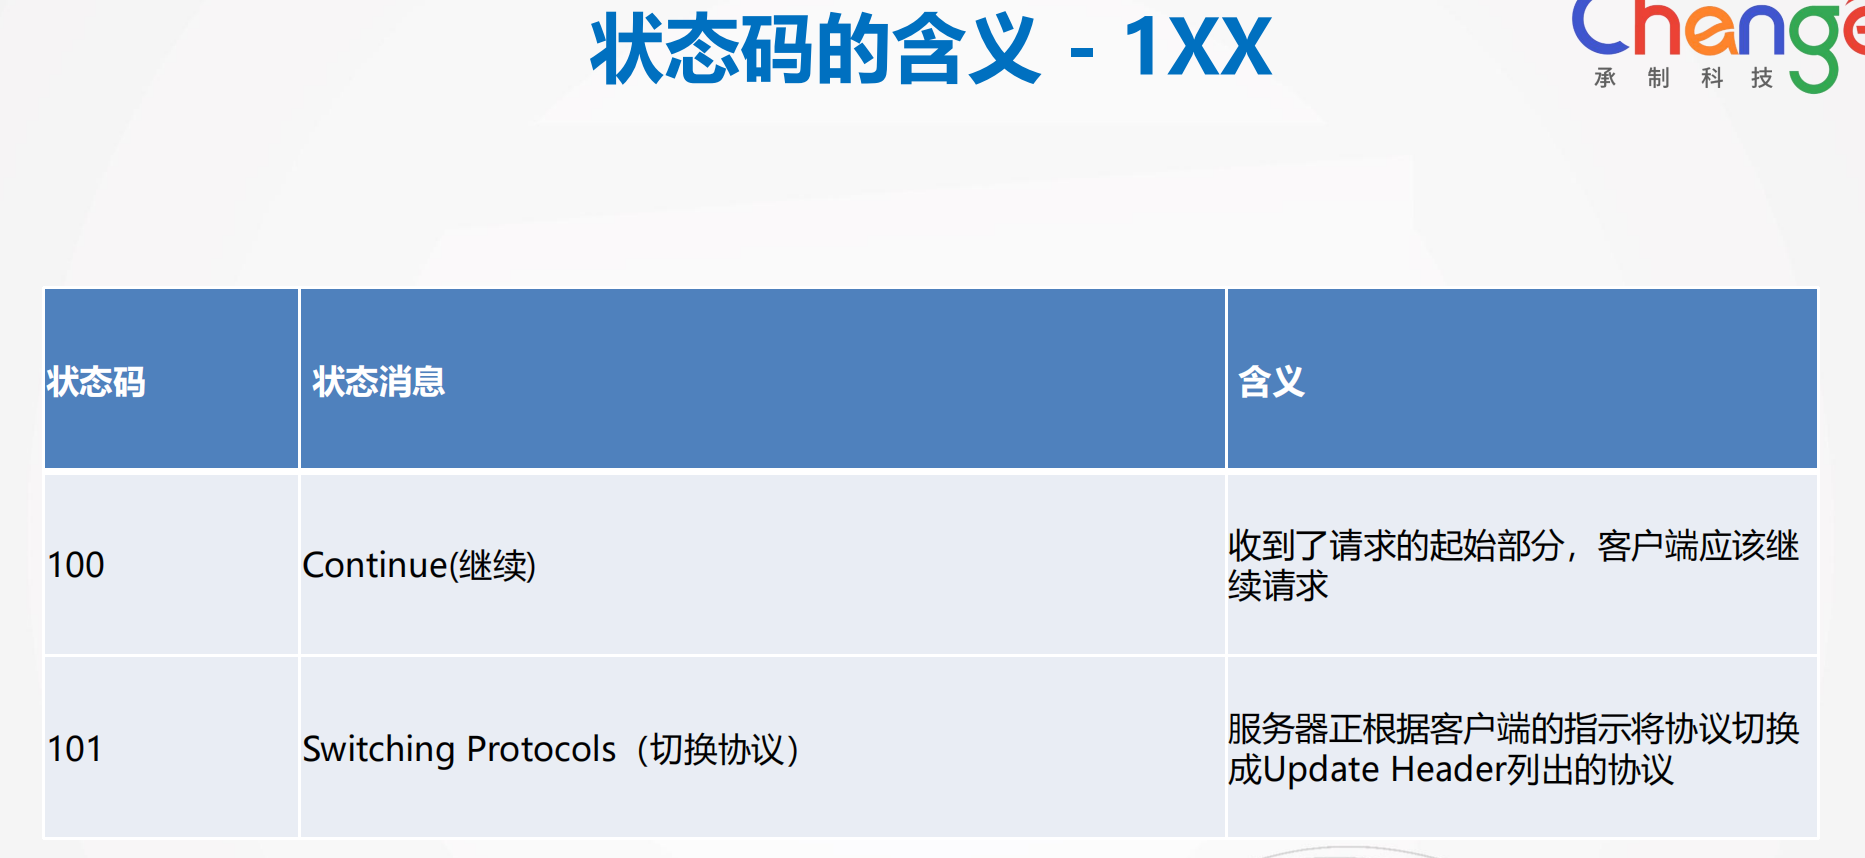 状态码的含义 - 1XX
Change
承制科技
状态码
状态消息
含义
100
Continue(继续)
收到了请求的起始部分，客户端应该继
续请求
101
Switching Protocols（切换协议）
服务器正根据客户端的指示将协议切换
成Update Header列出的协议